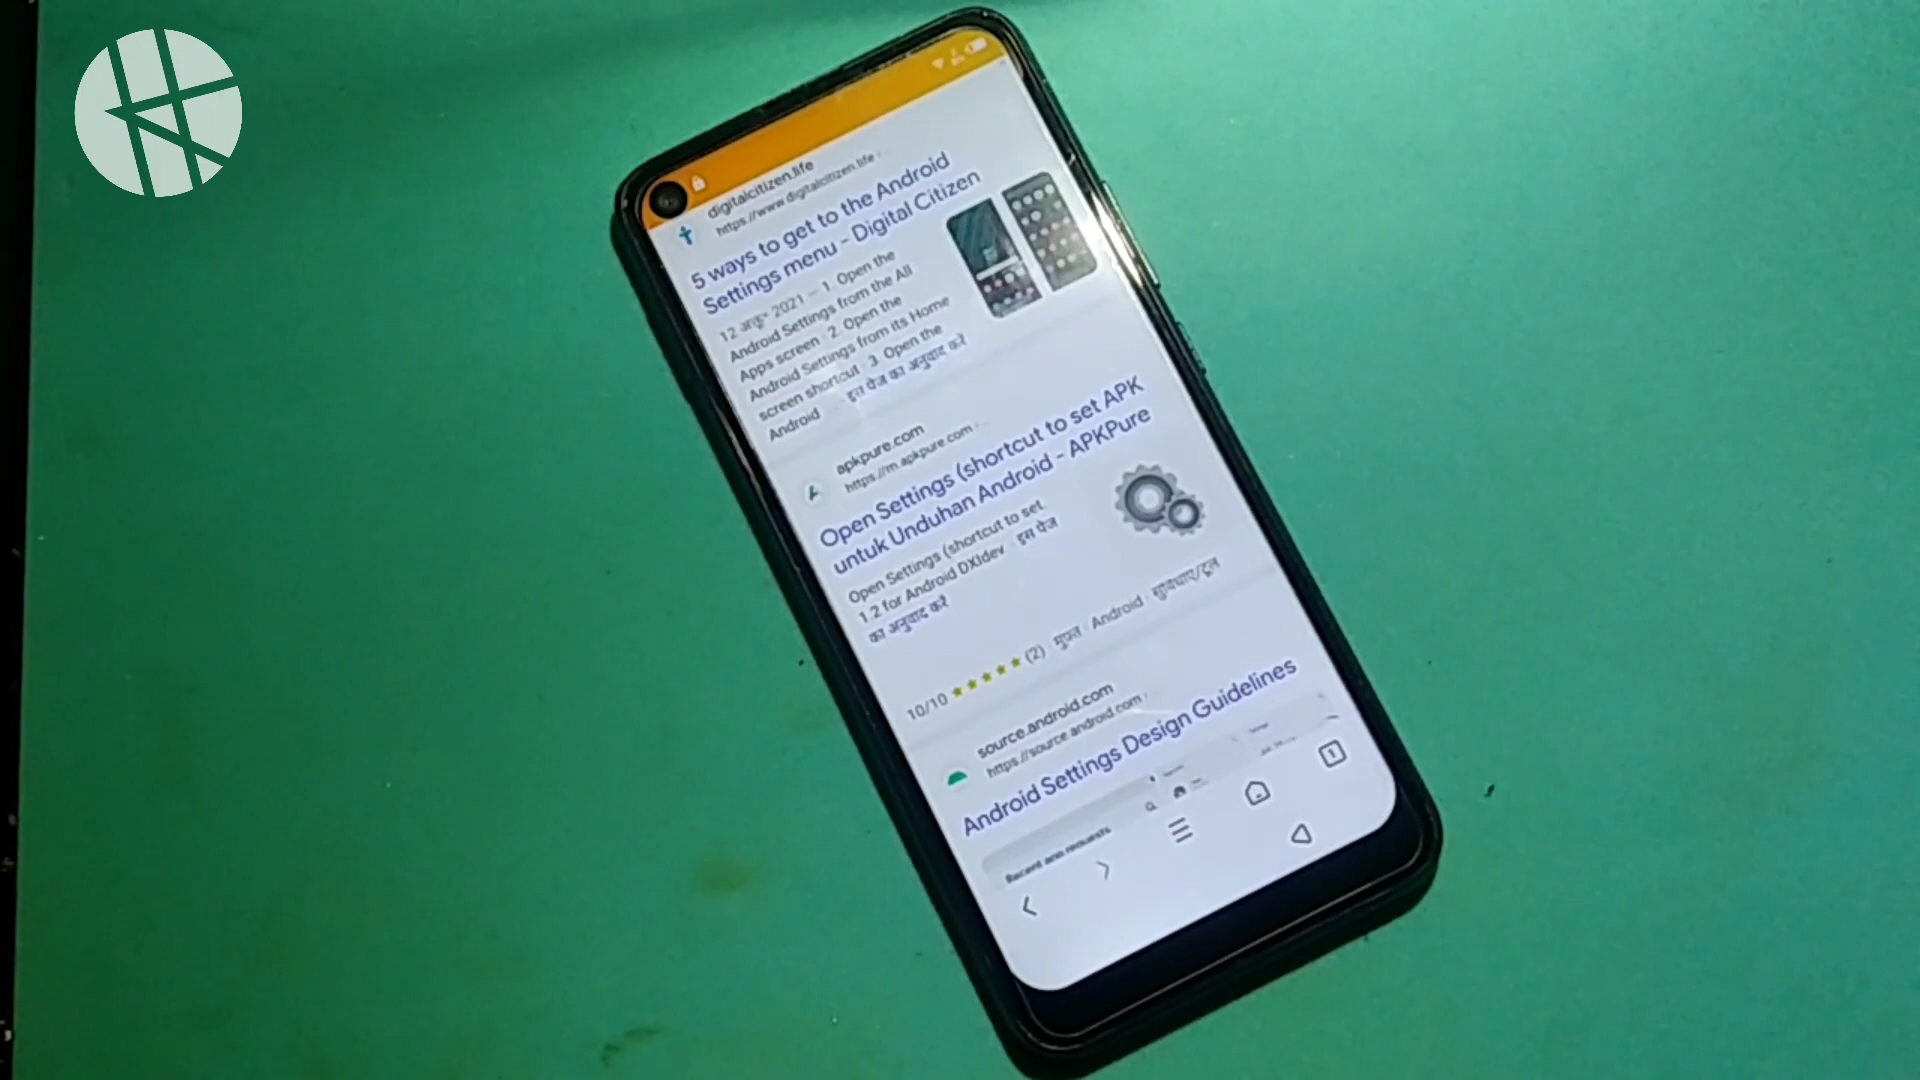 digitalcitizen.life
https://www.digitalcitizen.life
5 ways to get to the Android
Settings menu - Digital Citizen
12 अक्टू॰ 2021 — 1. Open the
Android Settings from the All
Apps screen · 2. Open the
Android Settings from its Home
screen shortcut · 3. Open the
Android ... इस पेज का अनुवाद करें
apkpure.com
https://m.apkpure.com
Open Settings (shortcut to set APK
untuk Unduhan Android - APKPure
Open Settings (shortcut to set
1.2 for Android DXIdev इस पेज
का अनुवाद करें
10/10 ★★★★★ (2) · मुफ़्त · Android · सुविधाएं/टूल
source.android.com
https://source.android.com
Android Settings Design Guidelines
Recent app requests
1